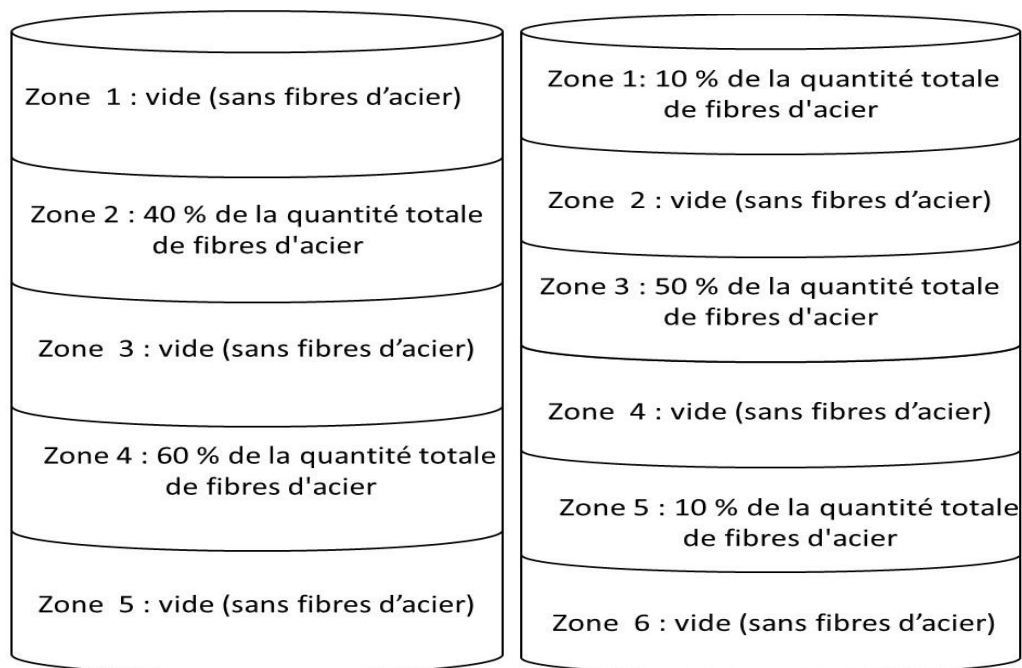 Zone 1 : vide (sans fibres d’acier)
Zone 2 : 40 % de la quantité totale
de fibres d'acier
Zone 3 : vide (sans fibres d’acier)
Zone 4 : 60 % de la quantité totale
de fibres d'acier
Zone 5 : vide (sans fibres d’acier)
Zone 1: 10 % de la quantité totale
de fibres d'acier
Zone 2 : vide (sans fibres d’acier)
Zone 3 : 50 % de la quantité totale
de fibres d'acier
Zone 4 : vide (sans fibres d’acier)
Zone 5 : 10 % de la quantité totale
de fibres d'acier
Zone 6 : vide (sans fibres d’acier)